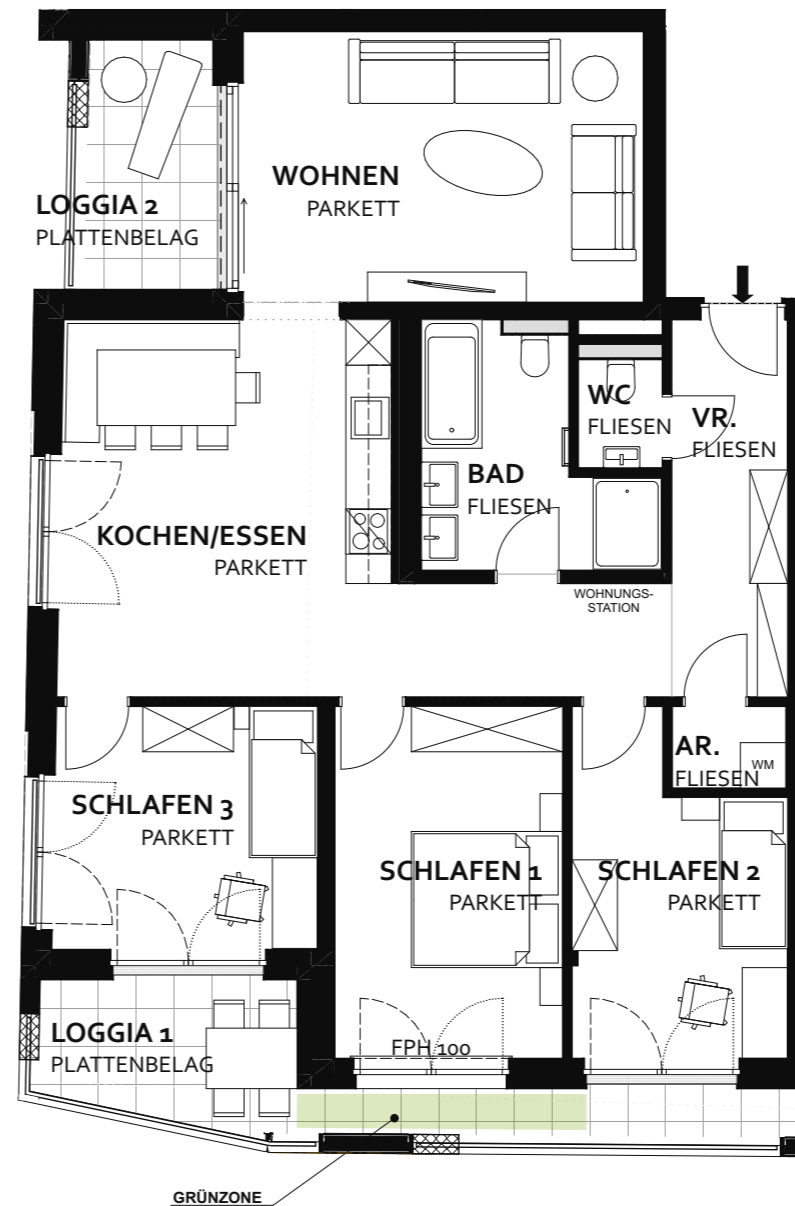 WOHNEN
PARKETT
LOGGIA 2
PLATTENBELAG
WC
FLIESEN
VR.
FLIESEN
BAD
FLIESEN
KOCHEN/ESSEN
PARKETT
WOHNUNGS-
STATION
AR.
FLIESEN
WM
SCHLAFEN 3
PARKETT
SCHLAFEN 1
PARKETT
SCHLAFEN 2
PARKETT
LOGGIA 1
PLATTENBELAG
FPH 100
GRÜNZONE